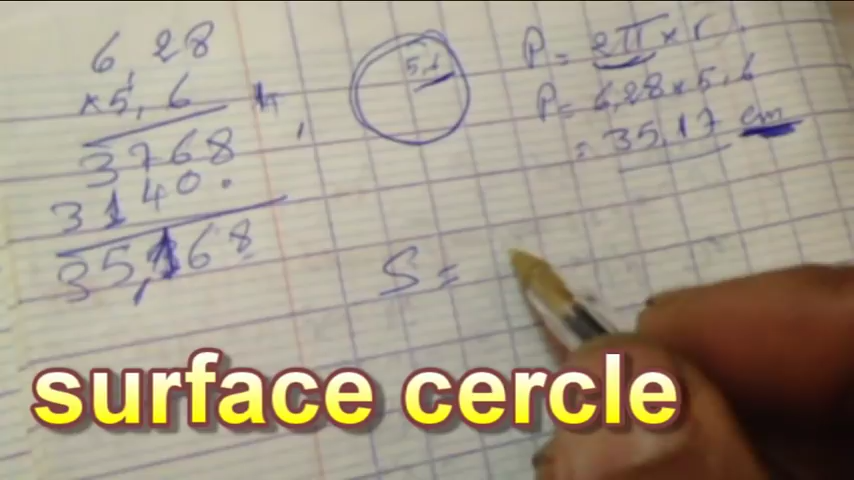 6,28
×5,6
3768
3140.
35,168
5,6
P = 2π × r.
P = 6,28 × 5,6
= 35,17 cm
S =
surface cercle